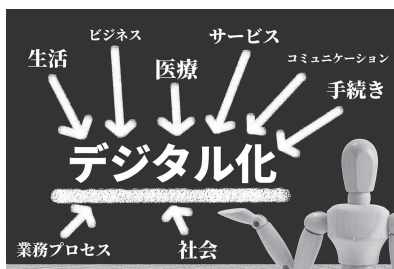 ビジネス
サービス
生活
医療
コミュニケーション
手続き
デジタル化
業務プロセス
社会